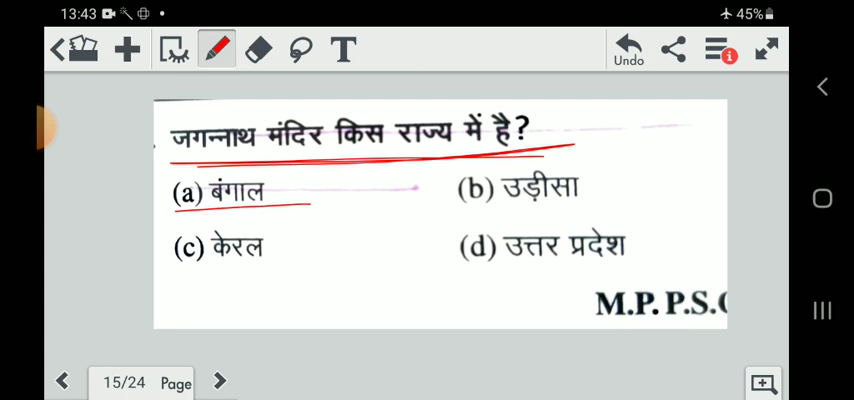 13:43
45%
Undo
जगन्नाथ मंदिर किस राज्य में है?
(a) बंगाल (b) उड़ीसा
(c) केरल (d) उत्तर प्रदेश
M.P. P.S.
15/24 Page